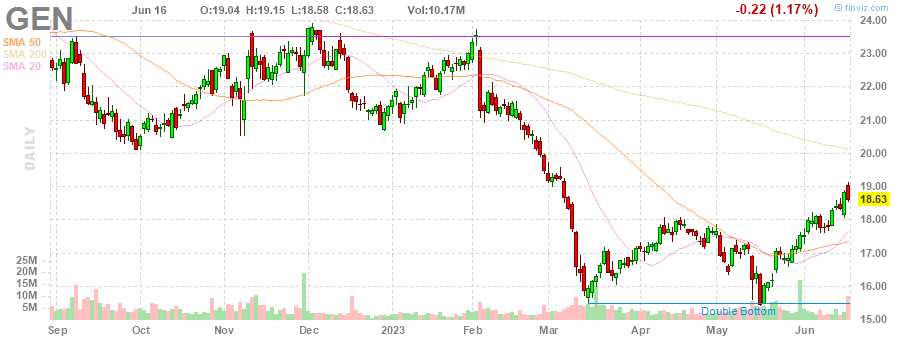 GEN
Jun 16 O:19.04 H:19.15 L:18.58 C:18.63 Vol:10.17M -0.22 (1.17%)
© finviz.com
SMA 50
SMA 200
SMA 20
DAILY
24.00
23.00
22.00
21.00
20.00
19.00
18.63
18.00
17.00
16.00
15.00
25M
20M
15M
10M
5M
Double Bottom
Sep Oct Nov Dec 2023 Feb Mar Apr May Jun